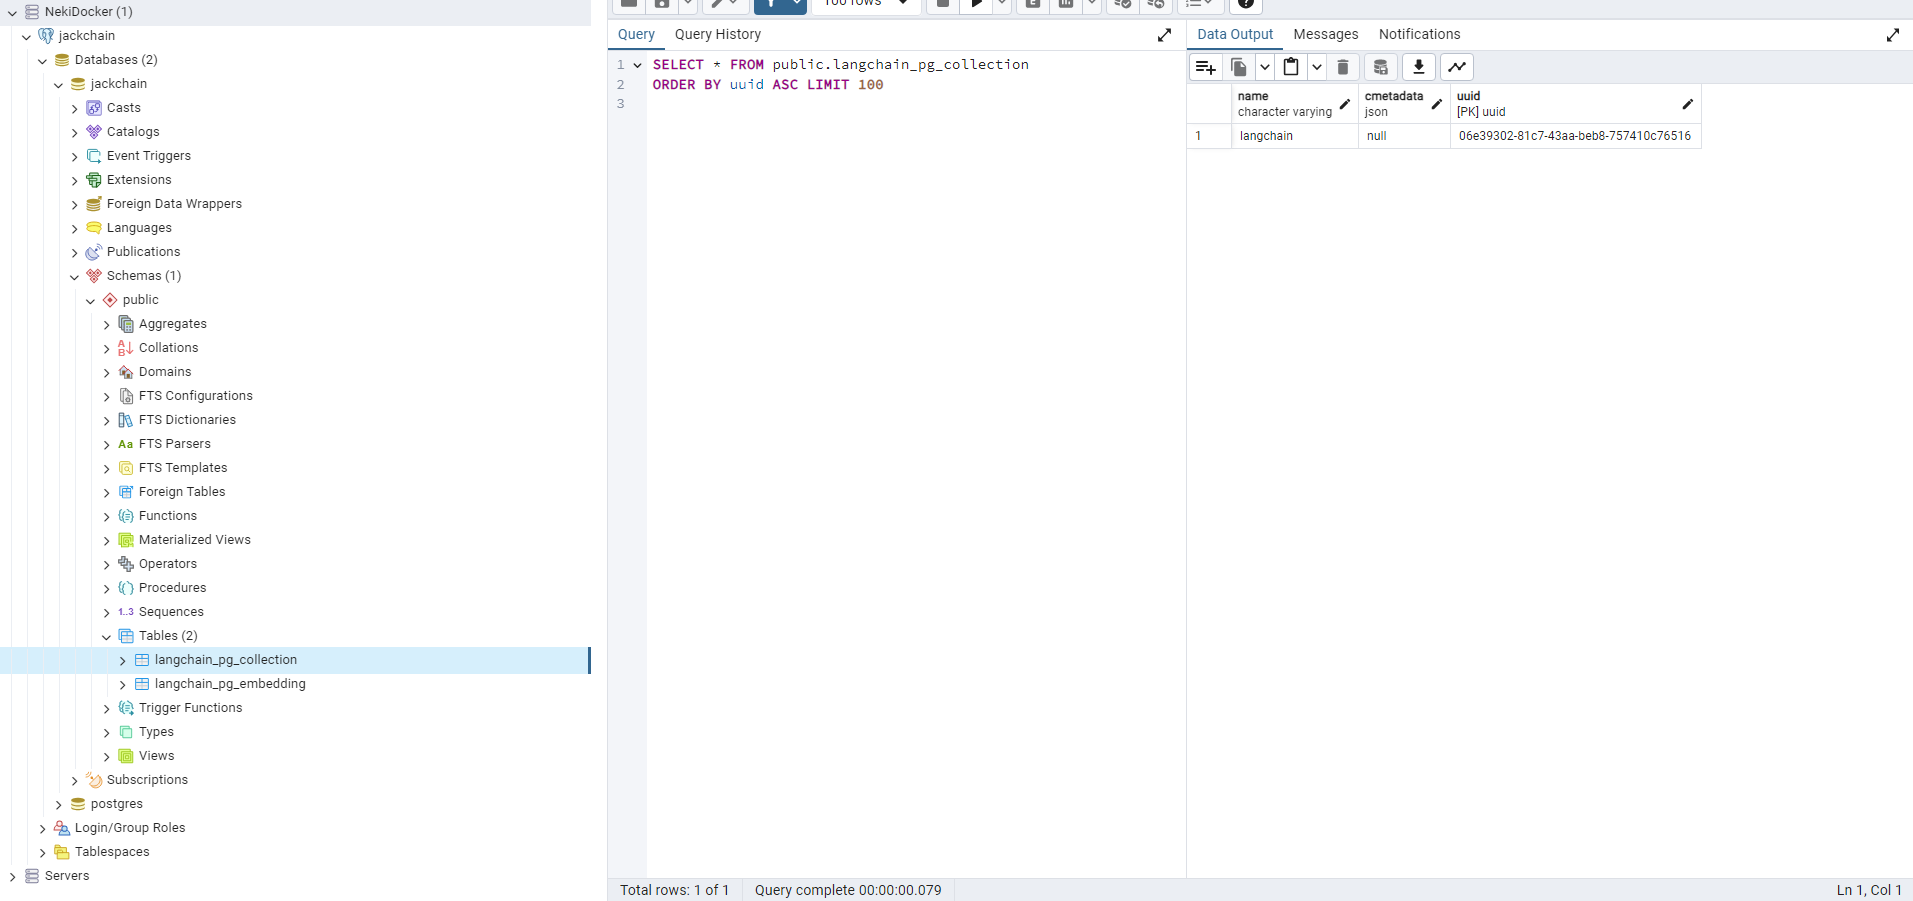 NekiDocker (1)
jackchain
Databases (2)
jackchain
Casts
Catalogs
Event Triggers
Extensions
Foreign Data Wrappers
Languages
Publications
Schemas (1)
public
Aggregates
Collations
Domains
FTS Configurations
FTS Dictionaries
Aa FTS Parsers
FTS Templates
Foreign Tables
Functions
Materialized Views
Operators
Procedures
1..3 Sequences
Tables (2)
langchain_pg_collection
langchain_pg_embedding
Trigger Functions
Types
Views
Subscriptions
postgres
Login/Group Roles
Tablespaces
Servers
100 rows
Query Query History
1 SELECT * FROM public.langchain_pg_collection
2 ORDER BY uuid ASC LIMIT 100
3
Data Output Messages Notifications
name cmetadata uuid
character varying json [PK] uuid
1 langchain null 06e39302-81c7-43aa-beb8-757410c76516
Total rows: 1 of 1 Query complete 00:00:00.079 Ln 1, Col 1